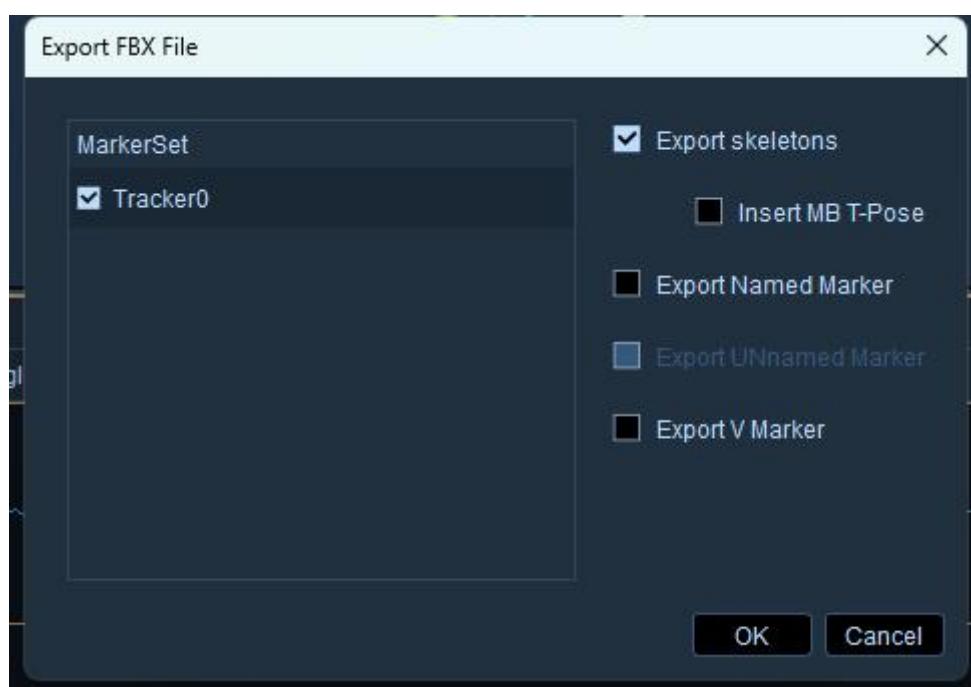 Export FBX File
MarkerSet
Tracker0
Export skeletons
Insert MB T-Pose
Export Named Marker
Export UNnamed Marker
Export V Marker
gl
OK
Cancel